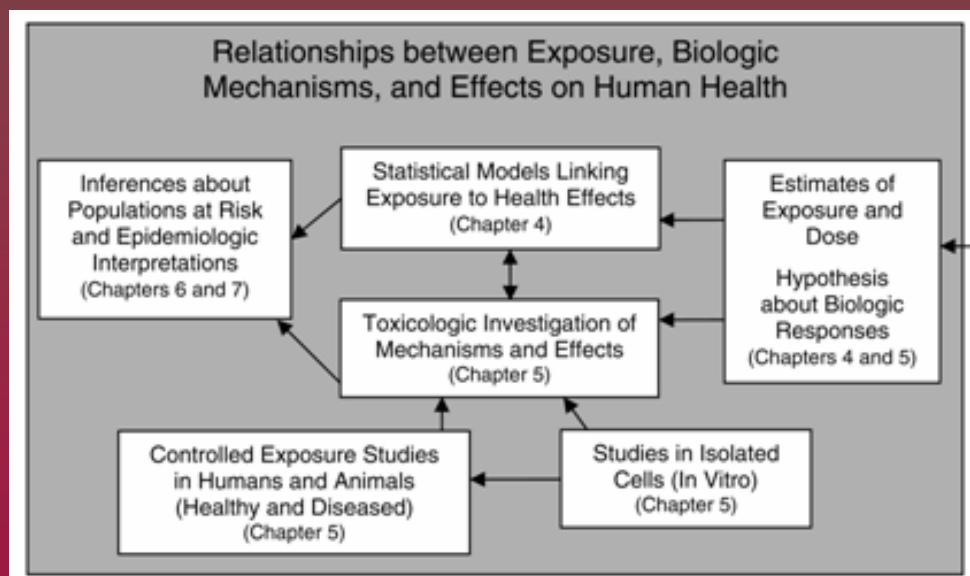 Relationships between Exposure, Biologic
Mechanisms, and Effects on Human Health
Inferences about
Populations at Risk
and Epidemiologic
Interpretations
(Chapters 6 and 7)
Statistical Models Linking
Exposure to Health Effects
(Chapter 4)
Estimates of
Exposure and
Dose
Hypothesis
about Biologic
Responses
(Chapters 4 and 5)
Toxicologic Investigation of
Mechanisms and Effects
(Chapter 5)
Controlled Exposure Studies
in Humans and Animals
(Healthy and Diseased)
(Chapter 5)
Studies in Isolated
Cells (In Vitro)
(Chapter 5)